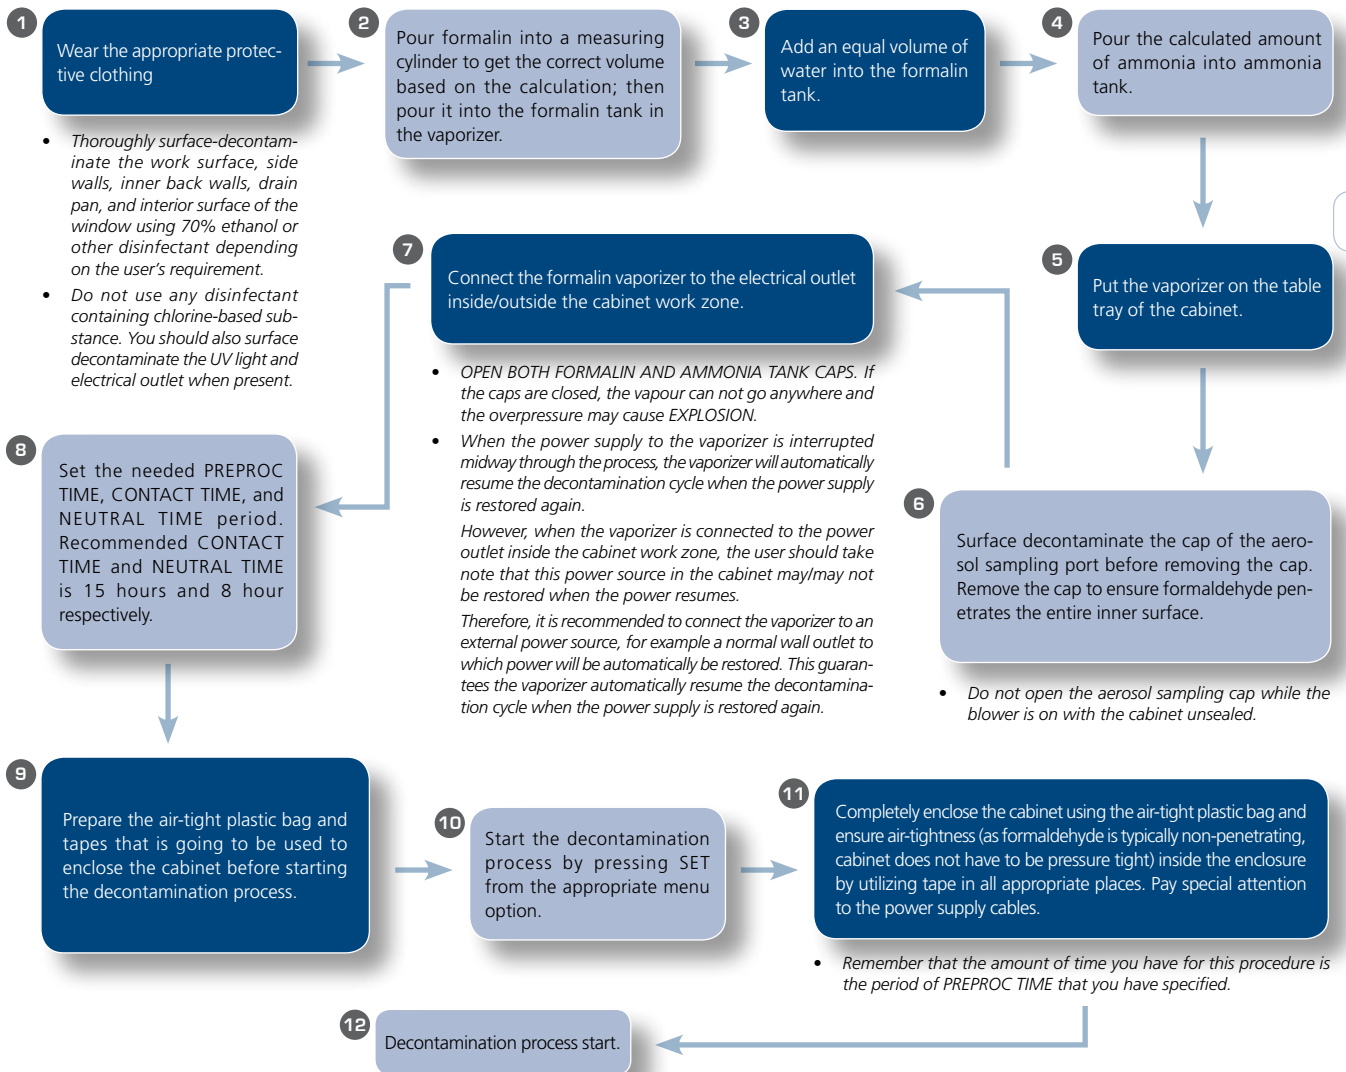 1
Wear the appropriate protec-
tive clothing
• Thoroughly surface-decontam-
inate the work surface, side
walls, inner back walls, drain
pan, and interior surface of the
window using 70% ethanol or
other disinfectant depending
on the user's requirement.
• Do not use any disinfectant
containing chlorine-based sub-
stance. You should also surface
decontaminate the UV light and
electrical outlet when present.
2
Pour formalin into a measuring
cylinder to get the correct volume
based on the calculation; then
pour it into the formalin tank in
the vaporizer.
3
Add an equal volume of
water into the formalin
tank.
4
Pour the calculated amount
of ammonia into ammonia
tank.
5
Put the vaporizer on the table
tray of the cabinet.
6
Surface decontaminate the cap of the aero-
sol sampling port before removing the cap.
Remove the cap to ensure formaldehyde pen-
etrates the entire inner surface.
• Do not open the aerosol sampling cap while the
blower is on with the cabinet unsealed.
7
Connect the formalin vaporizer to the electrical outlet
inside/outside the cabinet work zone.
• OPEN BOTH FORMALIN AND AMMONIA TANK CAPS. If
the caps are closed, the vapour can not go anywhere and
the overpressure may cause EXPLOSION.
• When the power supply to the vaporizer is interrupted
midway through the process, the vaporizer will automatically
resume the decontamination cycle when the power supply
is restored again.
However, when the vaporizer is connected to the power
outlet inside the cabinet work zone, the user should take
note that this power source in the cabinet may/may not
be restored when the power resumes.
Therefore, it is recommended to connect the vaporizer to an
external power source, for example a normal wall outlet to
which power will be automatically be restored. This guaran-
tees the vaporizer automatically resume the decontamina-
tion cycle when the power supply is restored again.
8
Set the needed PREPROC
TIME, CONTACT TIME, and
NEUTRAL TIME period.
Recommended CONTACT
TIME and NEUTRAL TIME
is 15 hours and 8 hour
respectively.
9
Prepare the air-tight plastic bag and
tapes that is going to be used to
enclose the cabinet before starting
the decontamination process.
10
Start the decontamination
process by pressing SET
from the appropriate menu
option.
11
Completely enclose the cabinet using the air-tight plastic bag and
ensure air-tightness (as formaldehyde is typically non-penetrating,
cabinet does not have to be pressure tight) inside the enclosure
by utilizing tape in all appropriate places. Pay special attention
to the power supply cables.
• Remember that the amount of time you have for this procedure is
the period of PREPROC TIME that you have specified.
12
Decontamination process start.